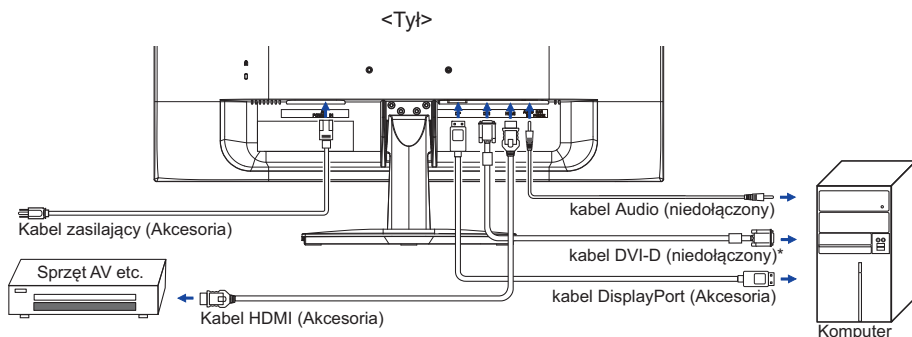 <Tył>
Kabel zasilający (Akcesoria)
Sprzęt AV etc.
Kabel HDMI (Akcesoria)
kabel Audio (niedołączony)
kabel DVI-D (niedołączony)*
kabel DisplayPort (Akcesoria)
Komputer